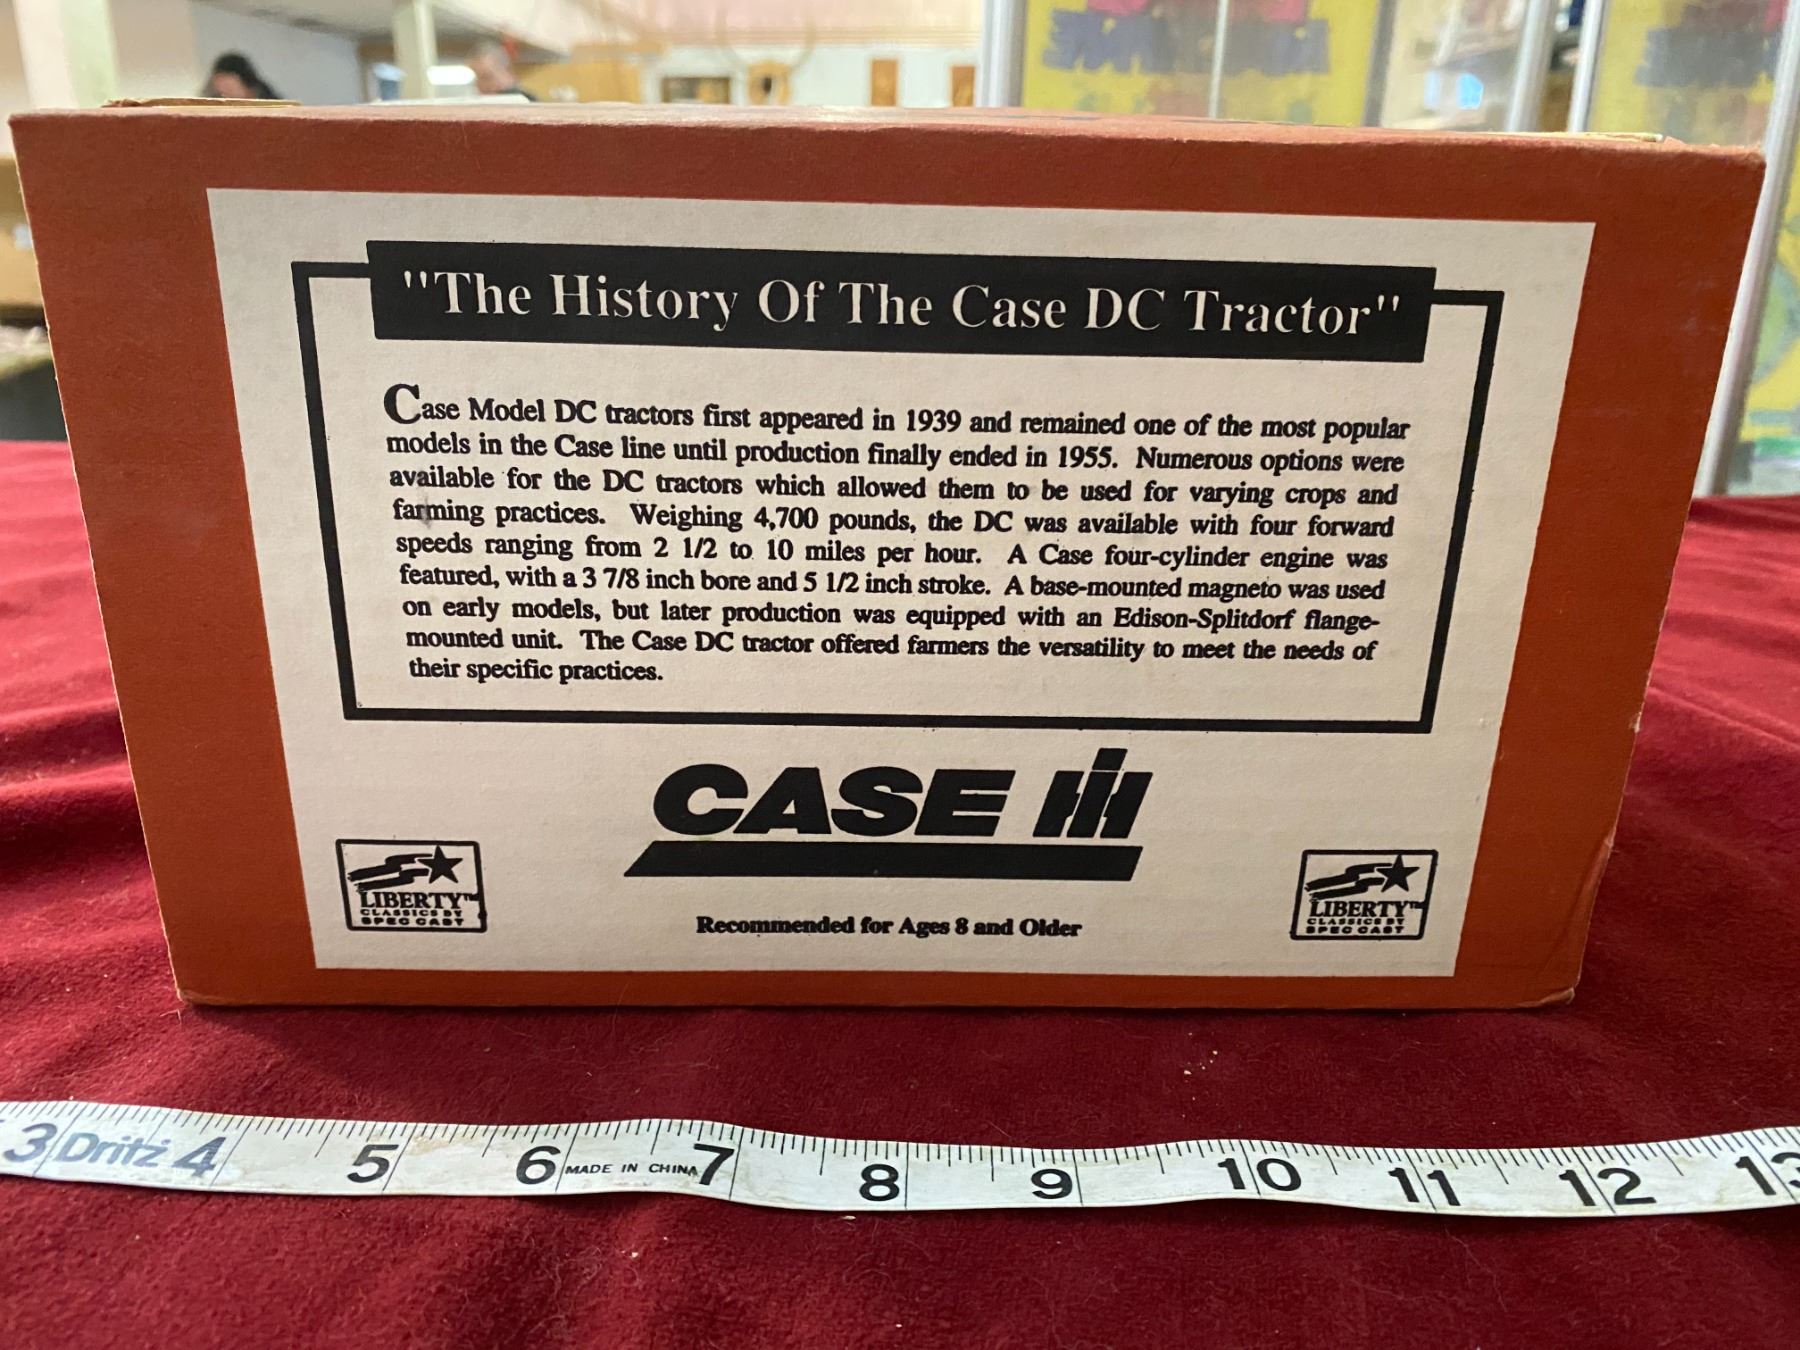 "The History Of The Case DC Tractor"
Case Model DC tractors first appeared in 1939 and remained one of the most popular
models in the Case line until production finally ended in 1955. Numerous options were
available for the DC tractors which allowed them to be used for varying crops and
farming practices. Weighing 4,700 pounds, the DC was available with four forward
speeds ranging from 2 1/2 to 10 miles per hour. A Case four-cylinder engine was
featured, with a 3 7/8 inch bore and 5 1/2 inch stroke. A base-mounted magneto was used
on early models, but later production was equipped with an Edison-Splitdorf flange-
mounted unit. The Case DC tractor offered farmers the versatility to meet the needs of
their specific practices.
CASE IH
LIBERTY™
CLASSICS BY
SPEC CAST
Recommended for Ages 8 and Older
LIBERTY™
CLASSICS BY
SPEC CAST
3 Dritz 4 5 6 MADE IN CHINA 7 8 9 10 11 12 13